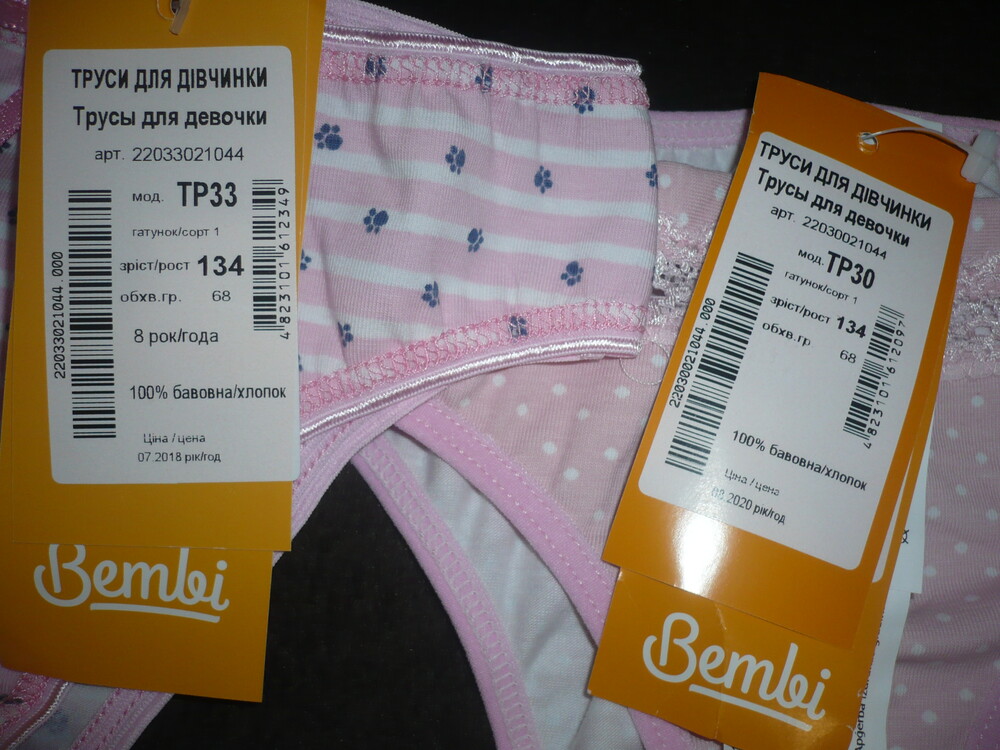 ТРУСИ ДЛЯ ДІВЧИНКИ
Трусы для девочки
арт. 22033021044
мод. ТР33
гатунок/сорт 1
зріст/рост 134
обхв.гр. 68
8 рок/года
100% бавовна/хлопок
Ціна / цена
07.2018 рік/год
22033021044.000
4823101612349
Bembi
ТРУСИ ДЛЯ ДІВЧИНКИ
Трусы для девочки
арт. 22030021044
мод. ТР30
гатунок/сорт 1
зріст/рост 134
обхв.гр 68
100% бавовна/хлопок
Ціна / цена
08.2020 рік/год
22030021044.000
4823101612097
Bembi